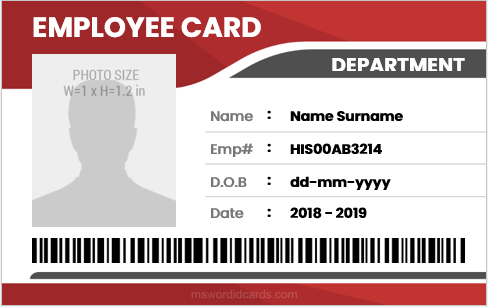 EMPLOYEE CARD
DEPARTMENT
PHOTO SIZE
W=1 x H=1.2 in
Name : Name Surname
Emp# : HIS00AB3214
D.O.B : dd-mm-yyyy
Date : 2018 - 2019
mswordidcards.com